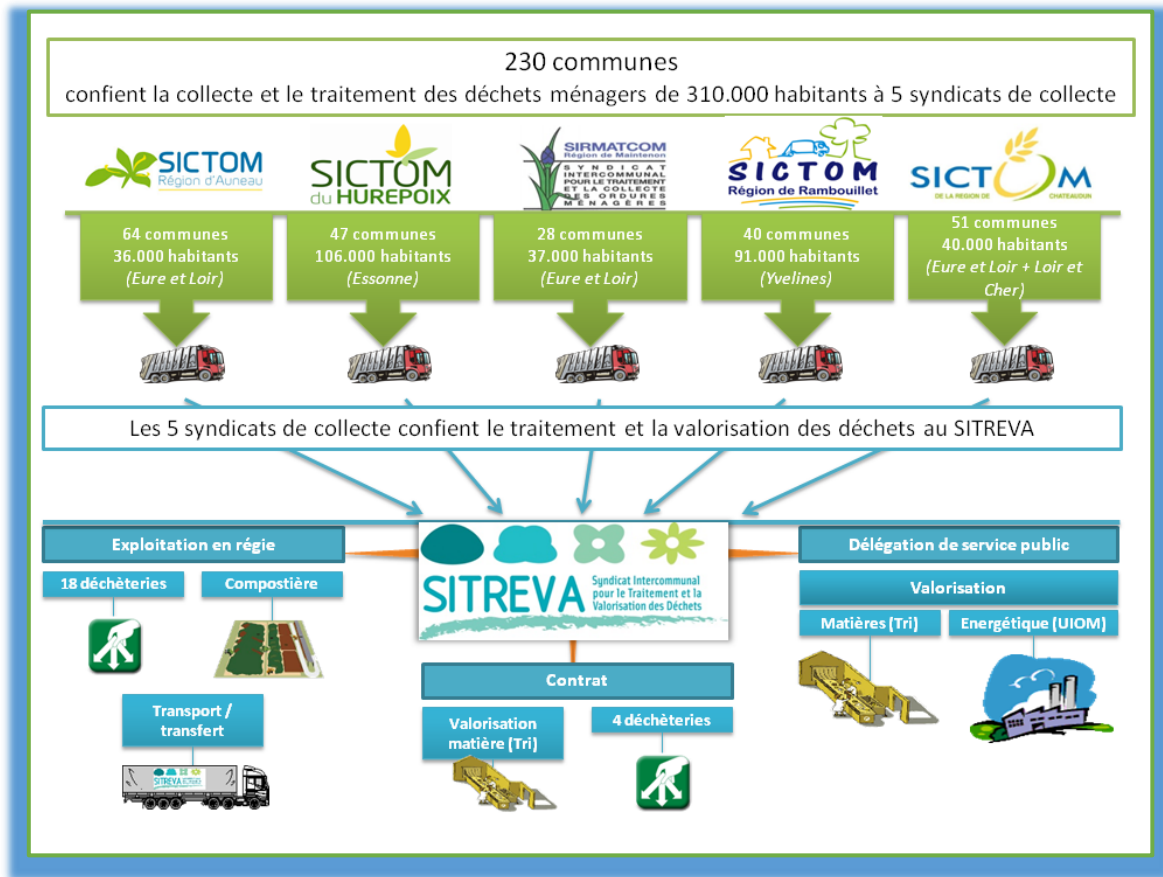 230 communes
confient la collecte et le traitement des déchets ménagers de 310.000 habitants à 5 syndicats de collecte
SICTOM
Région d'Auneau
SICTOM
du HUREPOIX
SIRMATCOM
Région de Maintenon
SYNDICAT
INTERCOMMUNAL
POUR LE TRAITEMENT
ET LA COLLECTE
DES ORDURES
MÉNAGÈRES
SICTOM
Région de Rambouillet
SICTOM
DE LA REGION DE CHATEAUDUN
64 communes
36.000 habitants
(Eure et Loir)
47 communes
106.000 habitants
(Essonne)
28 communes
37.000 habitants
(Eure et Loir)
40 communes
91.000 habitants
(Yvelines)
51 communes
40.000 habitants
(Eure et Loir + Loir et
Cher)
Les 5 syndicats de collecte confient le traitement et la valorisation des déchets au SITREVA
Exploitation en régie
18 déchèteries
Compostière
Transport /
transfert
SITREVA
SITREVA
Syndicat Intercommunal
pour le Traitement et la
Valorisation des Déchets
Contrat
Valorisation
matière (Tri)
4 déchèteries
Délégation de service public
Valorisation
Matières (Tri)
Energétique (UIOM)